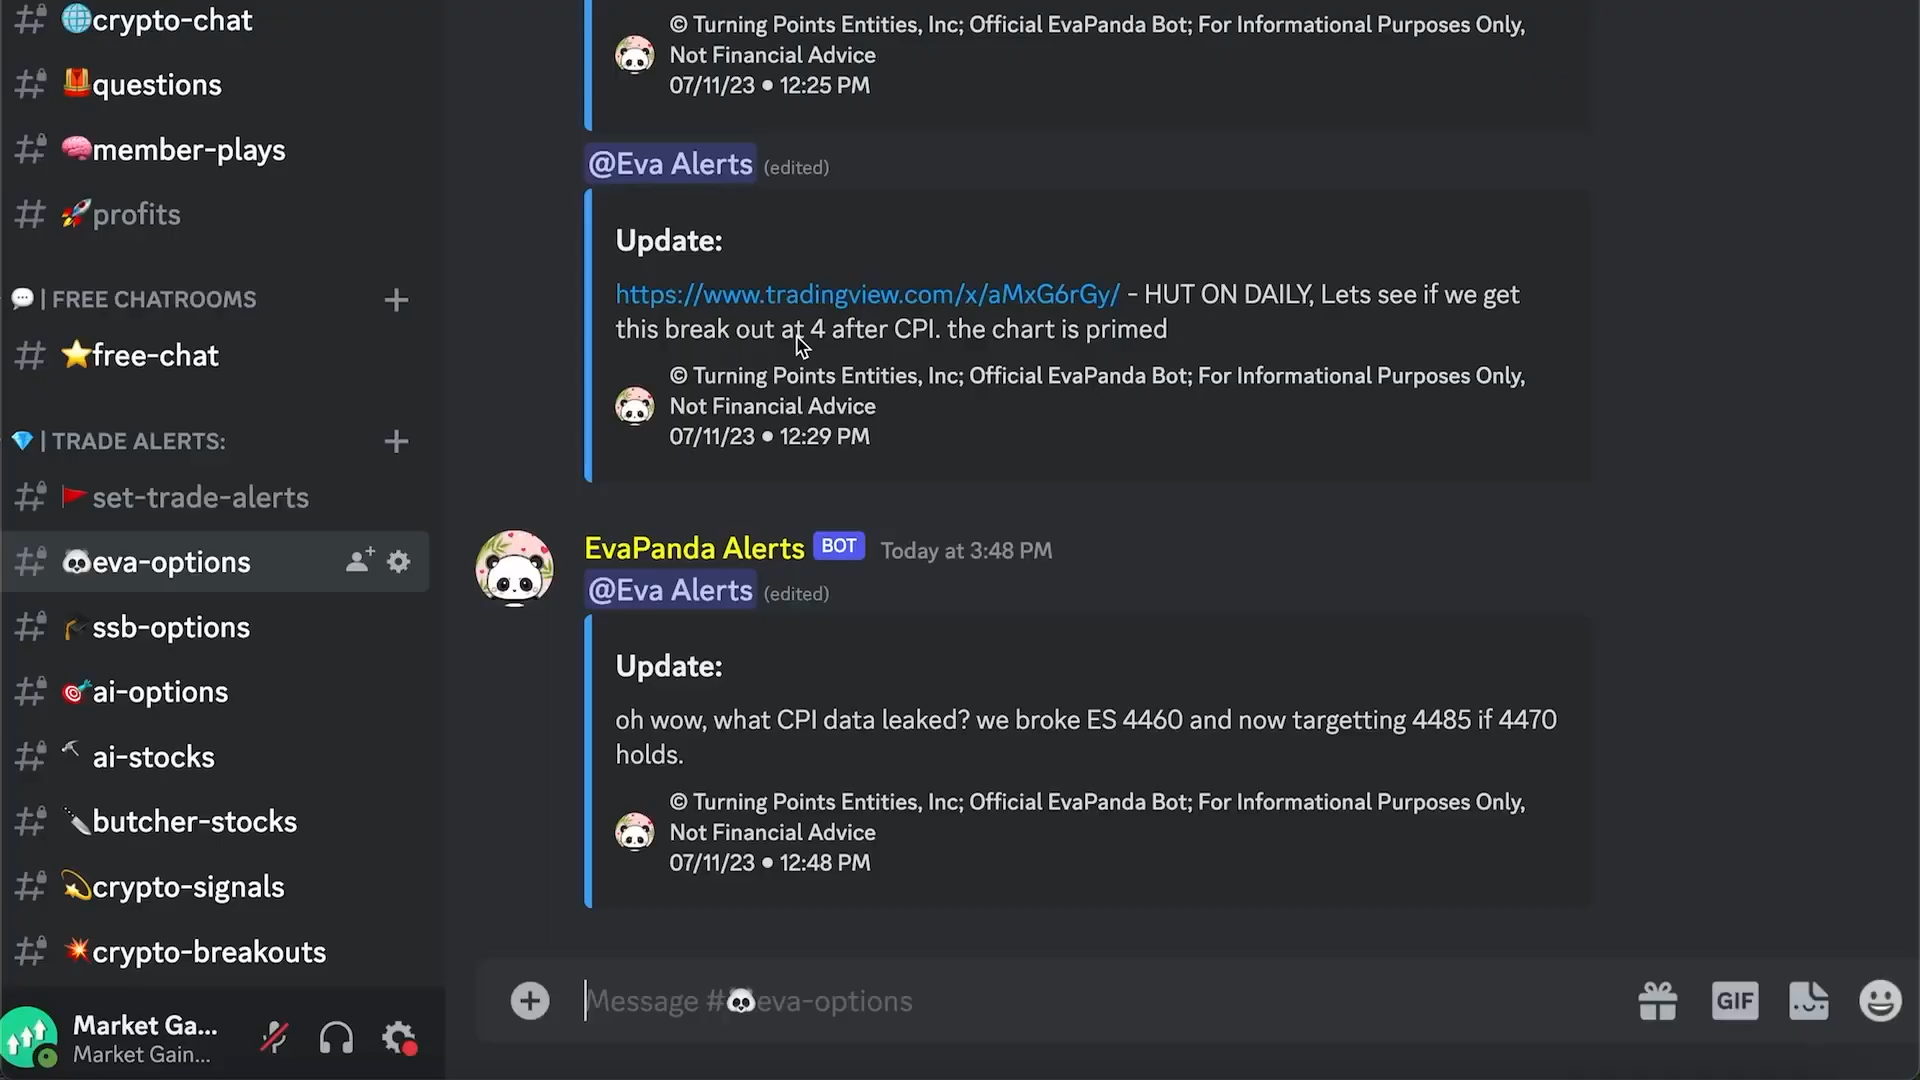 crypto-chat
questions
member-plays
profits
| FREE CHATROOMS
free-chat
| TRADE ALERTS:
set-trade-alerts
eva-options
ssb-options
ai-options
ai-stocks
butcher-stocks
crypto-signals
crypto-breakouts
Market Ga...
Market Gain...
© Turning Points Entities, Inc; Official EvaPanda Bot; For Informational Purposes Only,
Not Financial Advice
07/11/23 • 12:25 PM
@Eva Alerts (edited)
Update:
https://www.tradingview.com/x/aMxG6rGy/ - HUT ON DAILY, Lets see if we get
this break out at 4 after CPI. the chart is primed
© Turning Points Entities, Inc; Official EvaPanda Bot; For Informational Purposes Only,
Not Financial Advice
07/11/23 • 12:29 PM
EvaPanda Alerts BOT Today at 3:48 PM
@Eva Alerts (edited)
Update:
oh wow, what CPI data leaked? we broke ES 4460 and now targetting 4485 if 4470
holds.
© Turning Points Entities, Inc; Official EvaPanda Bot; For Informational Purposes Only,
Not Financial Advice
07/11/23 • 12:48 PM
Message #🐼eva-options
GIF